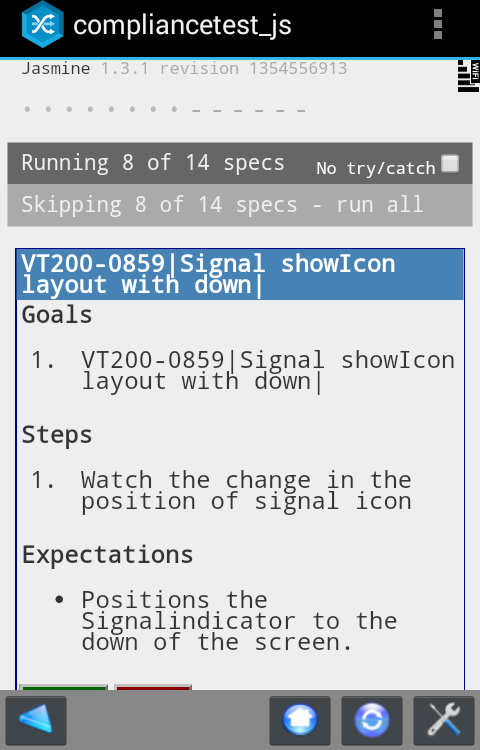 compliancetest_js
Jasmine 1.3.1 revision 1354556913
WiFi
Running 8 of 14 specs No try/catch
Skipping 8 of 14 specs - run all
VT200-0859|Signal showIcon
layout with down|
Goals
1. VT200-0859|Signal showIcon
layout with down|
Steps
1. Watch the change in the
position of signal icon
Expectations
• Positions the
Signalindicator to the
down of the screen.